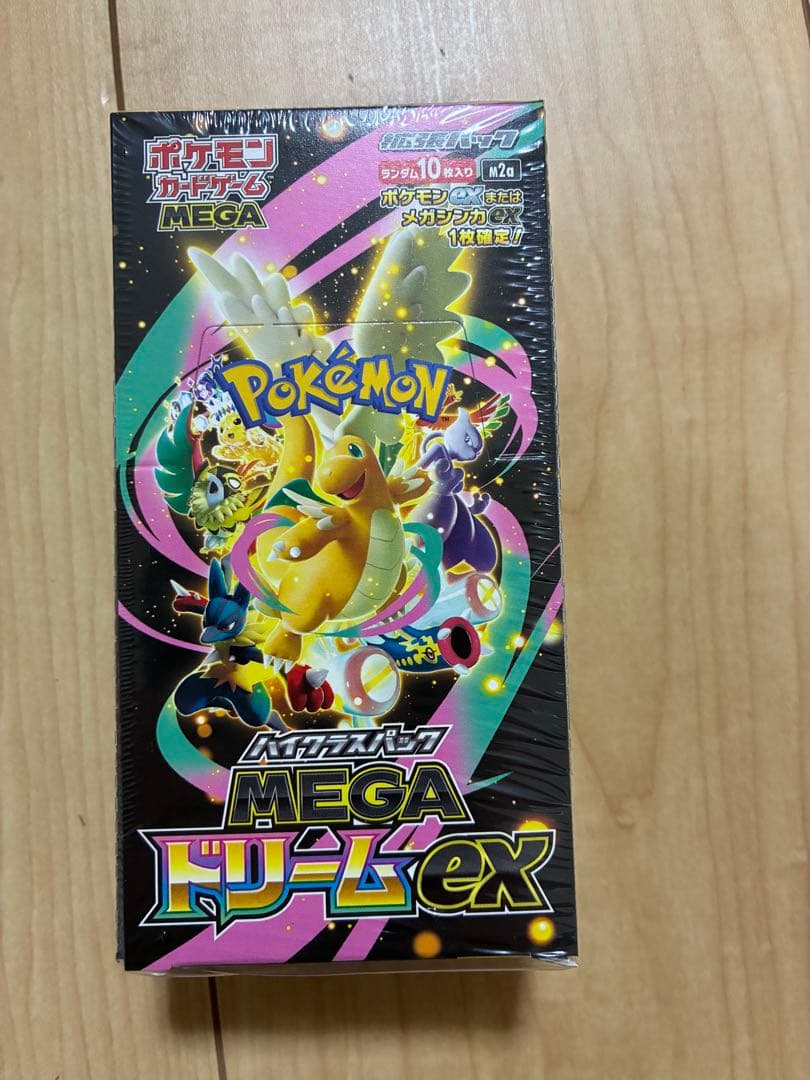 ポケモン
カードゲーム
MEGA
拡張パック
ランダム10枚入り
M2a
ポケモンexまたは
メガシンカex
1枚確定!
POKÉMON
ハイクラスパック
MEGA
ドリームex